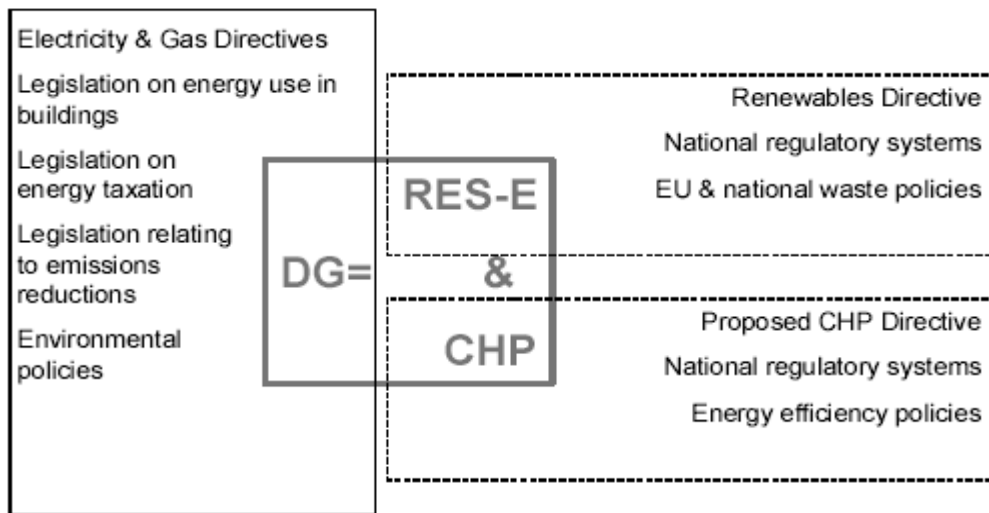 Electricity & Gas Directives
Legislation on energy use in
buildings
Legislation on
energy taxation
Legislation relating
to emissions
reductions
Environmental
policies
DG=
RES-E
&
CHP
Renewables Directive
National regulatory systems
EU & national waste policies
Proposed CHP Directive
National regulatory systems
Energy efficiency policies